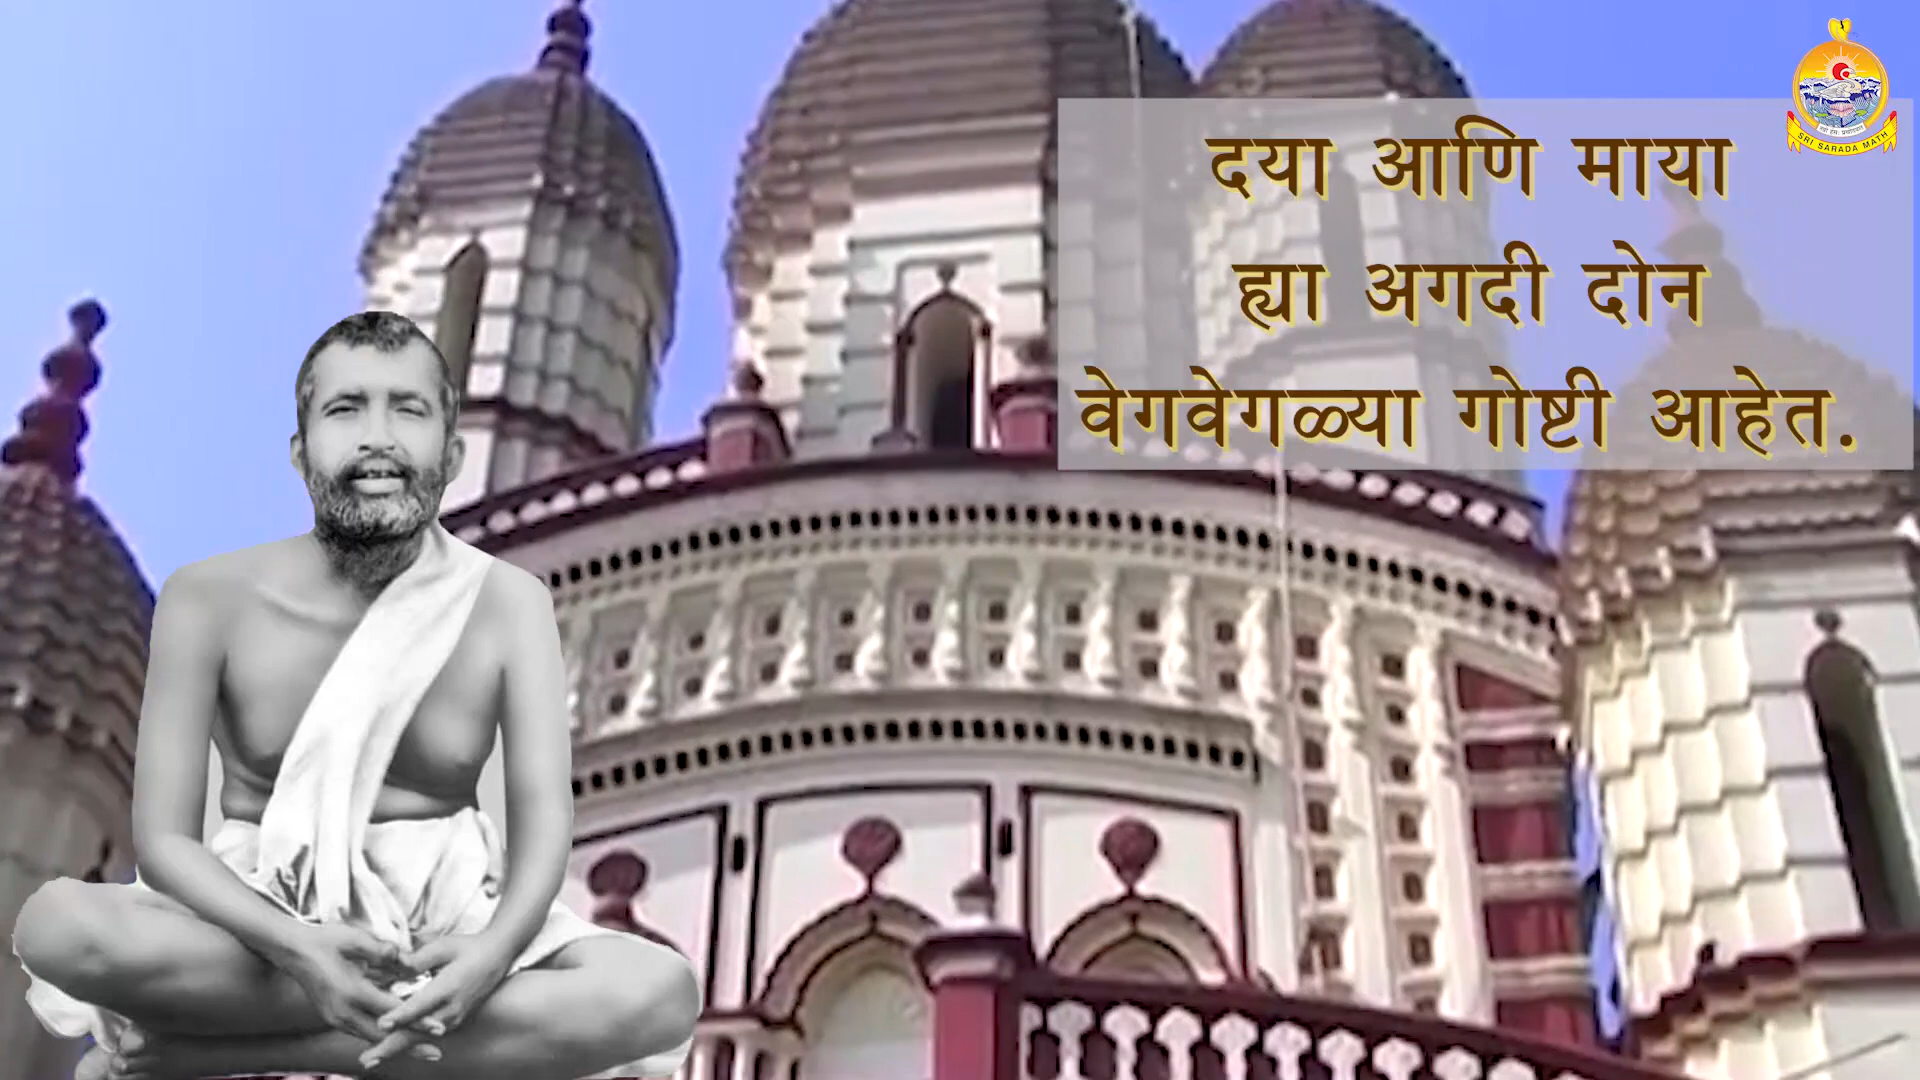 दया आणि माया
ह्या अगदी दोन
वेगवेगळ्या गोष्टी आहेत.
SRI SARADA MATH